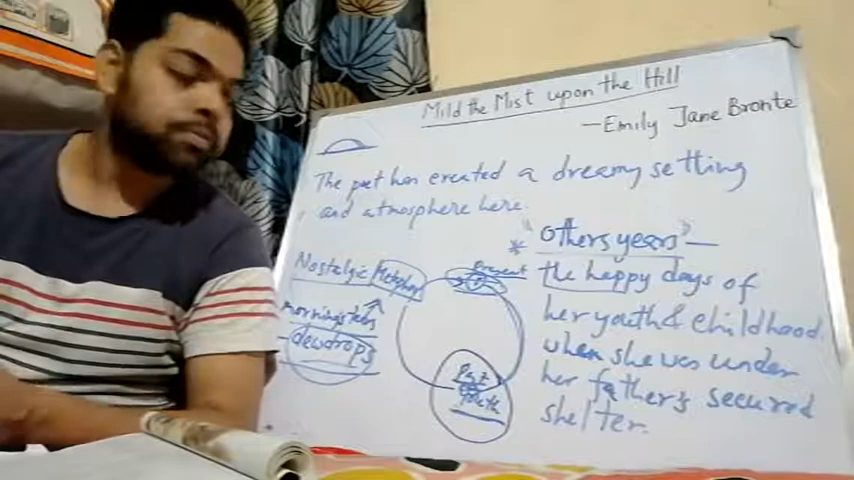 Mild the Mist upon the Hill
— Emily Jane Bronte
The poet has created a dreamy setting
and atmosphere here.
* "Others years" —
the happy days of
her youth & childhood
when she was under
her father's secured
shelter.
Nostalgic Metaphor
morning's tears
dewdrops
Present
Past